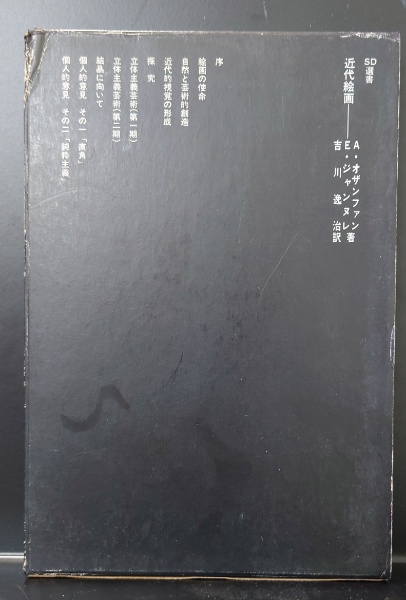 SD選書
近代絵画――A・オザンファン E・ジャンヌレ著
吉川逸治訳
序
絵画の使命
自然と芸術的創造
近代的視覚の形成
探究
立体主義芸術(第一期)
立体主義芸術(第二期)
結晶に向いて
個人的意見 その一「直角」
個人的意見 その二「純粋主義」